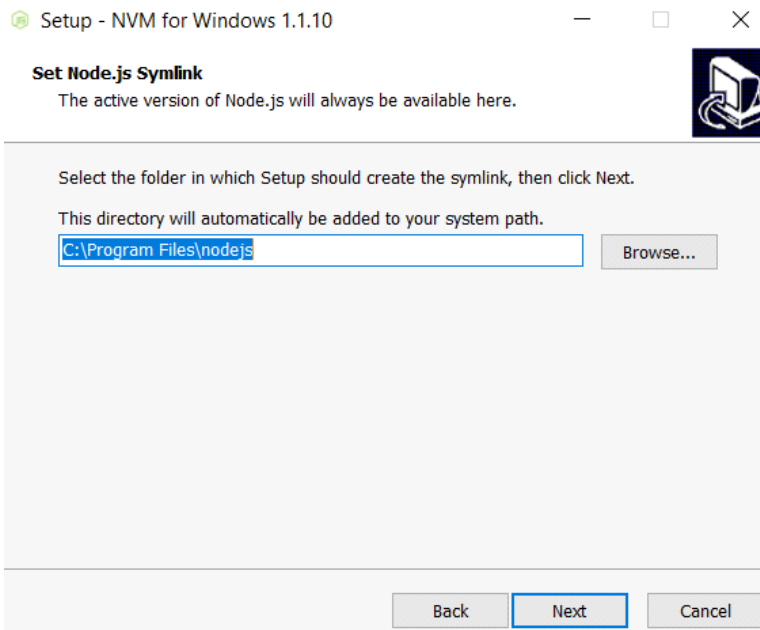 Setup - NVM for Windows 1.1.10
Set Node.js Symlink
The active version of Node.js will always be available here.
Select the folder in which Setup should create the symlink, then click Next.
This directory will automatically be added to your system path.
C:\Program Files\nodejs
Browse...
Back
Next
Cancel